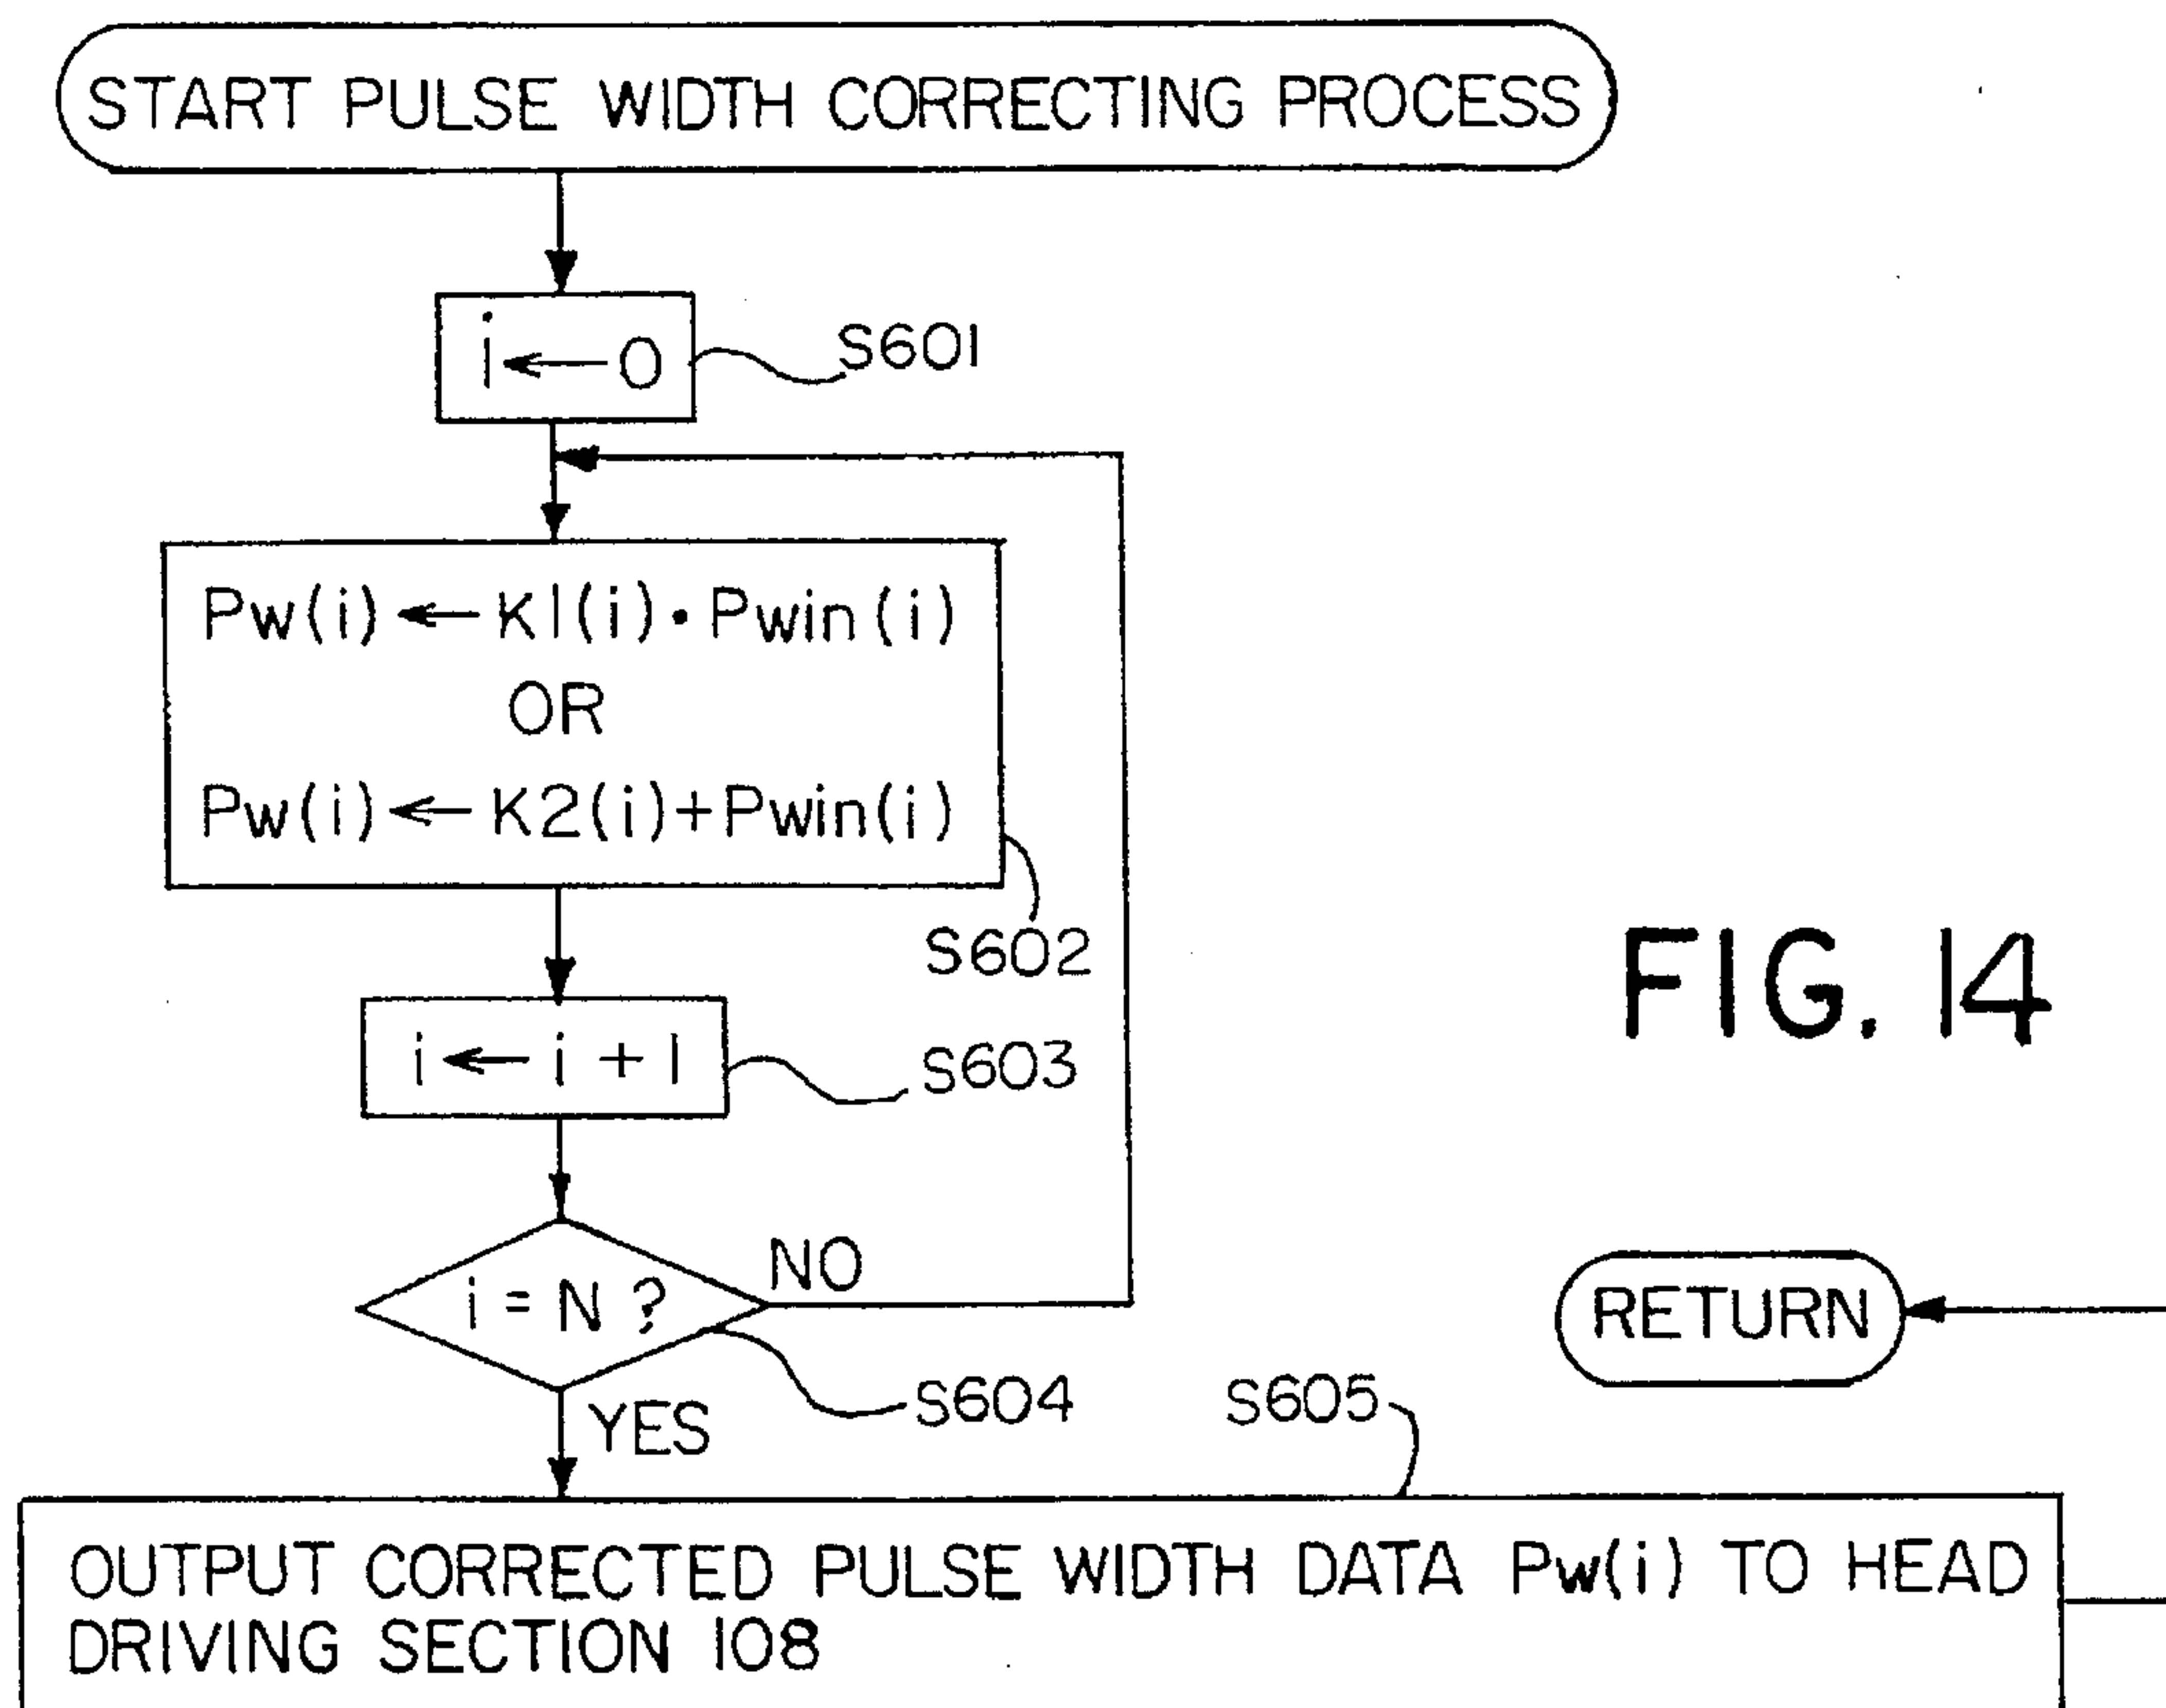 START PULSE WIDTH CORRECTING PROCESS
i ← 0
S601
Pw(i) ← K1(i)·Pwin(i)
OR
Pw(i) ← K2(i)+Pwin(i)
S602
FIG. 14
i ← i + 1
S603
i = N ?
NO
RETURN
YES
S604
S605
OUTPUT CORRECTED PULSE WIDTH DATA Pw(i) TO HEAD
DRIVING SECTION 108